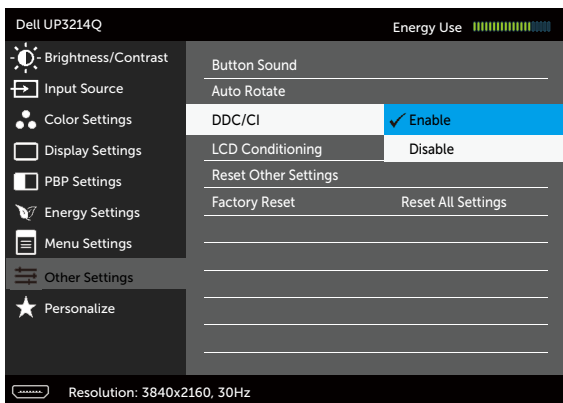 Dell UP3214Q
Energy Use
Brightness/Contrast
Input Source
Color Settings
Display Settings
PBP Settings
Energy Settings
Menu Settings
Other Settings
Personalize
Button Sound
Auto Rotate
DDC/CI
Enable
LCD Conditioning
Disable
Reset Other Settings
Factory Reset
Reset All Settings
Resolution: 3840x2160, 30Hz